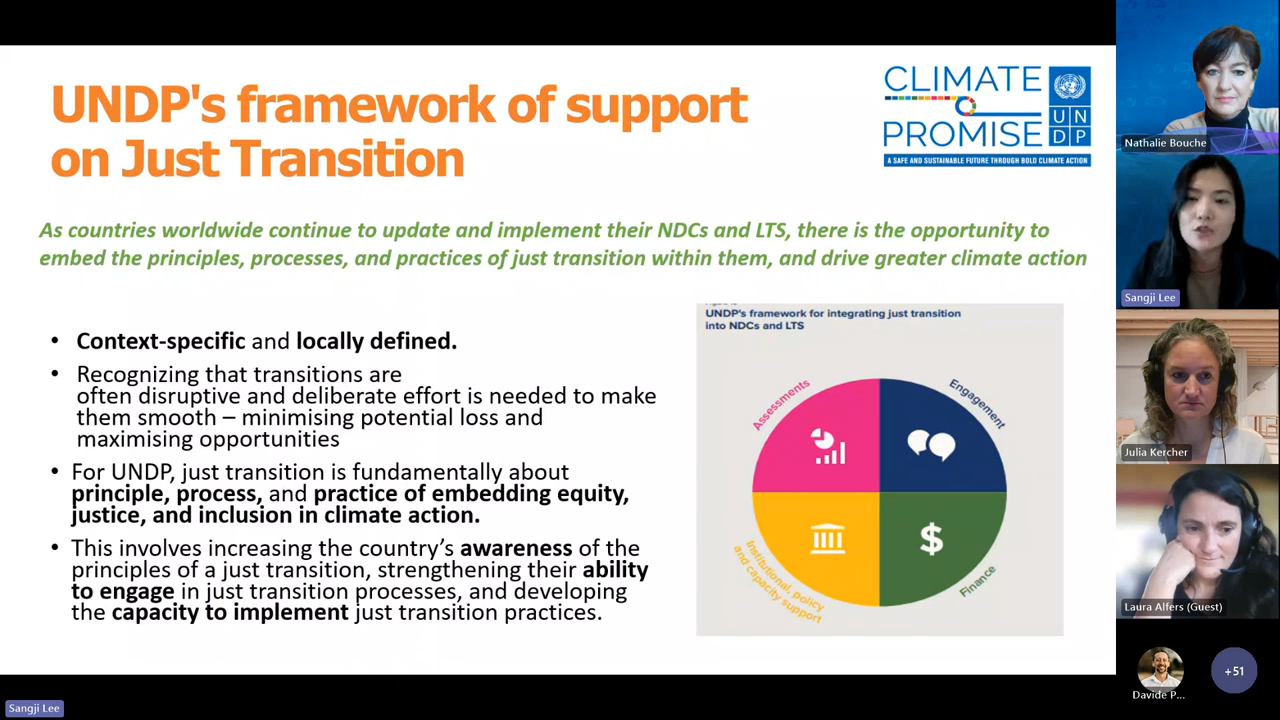 UNDP's framework of support
on Just Transition
CLIMATE
PROMISE
U N
D P
A SAFE AND SUSTAINABLE FUTURE THROUGH BOLD CLIMATE ACTION
As countries worldwide continue to update and implement their NDCs and LTS, there is the opportunity to
embed the principles, processes, and practices of just transition within them, and drive greater climate action
• Context-specific and locally defined.
• Recognizing that transitions are
often disruptive and deliberate effort is needed to make
them smooth – minimising potential loss and
maximising opportunities
• For UNDP, just transition is fundamentally about
principle, process, and practice of embedding equity,
justice, and inclusion in climate action.
• This involves increasing the country's awareness of the
principles of a just transition, strengthening their ability
to engage in just transition processes, and developing
the capacity to implement just transition practices.
UNDP's framework for integrating just transition
into NDCs and LTS
Assessments
Engagement
Institutional, policy
and capacity support
$
Finance
Nathalie Bouche
Sangji Lee
Julia Kercher
Laura Alfers (Guest)
Davide P...
+51
Sangji Lee